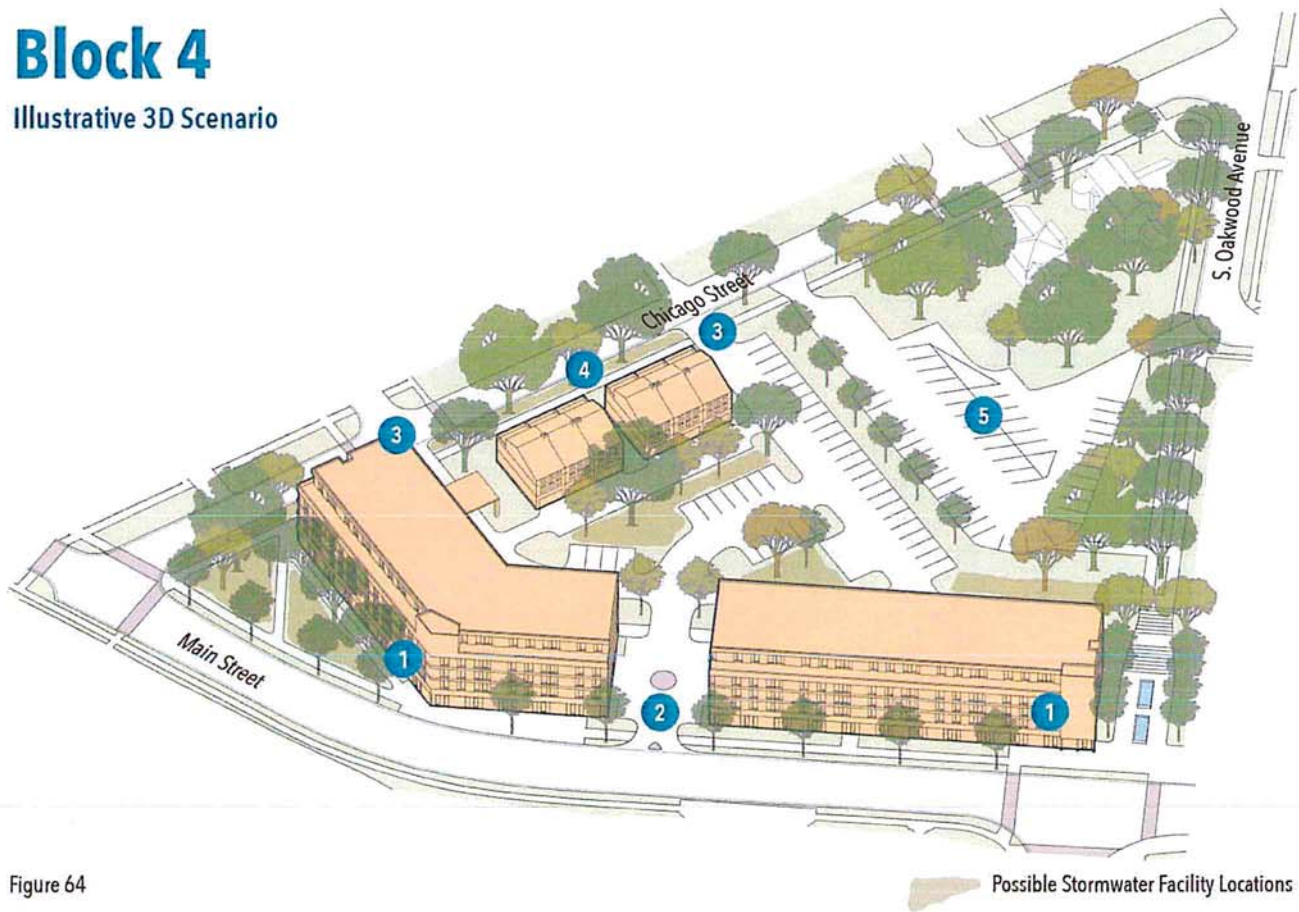 Block 4
Illustrative 3D Scenario
S. Oakwood Avenue
Chicago Street
3
4
3
5
Main Street
1
2
1
Figure 64
Possible Stormwater Facility Locations